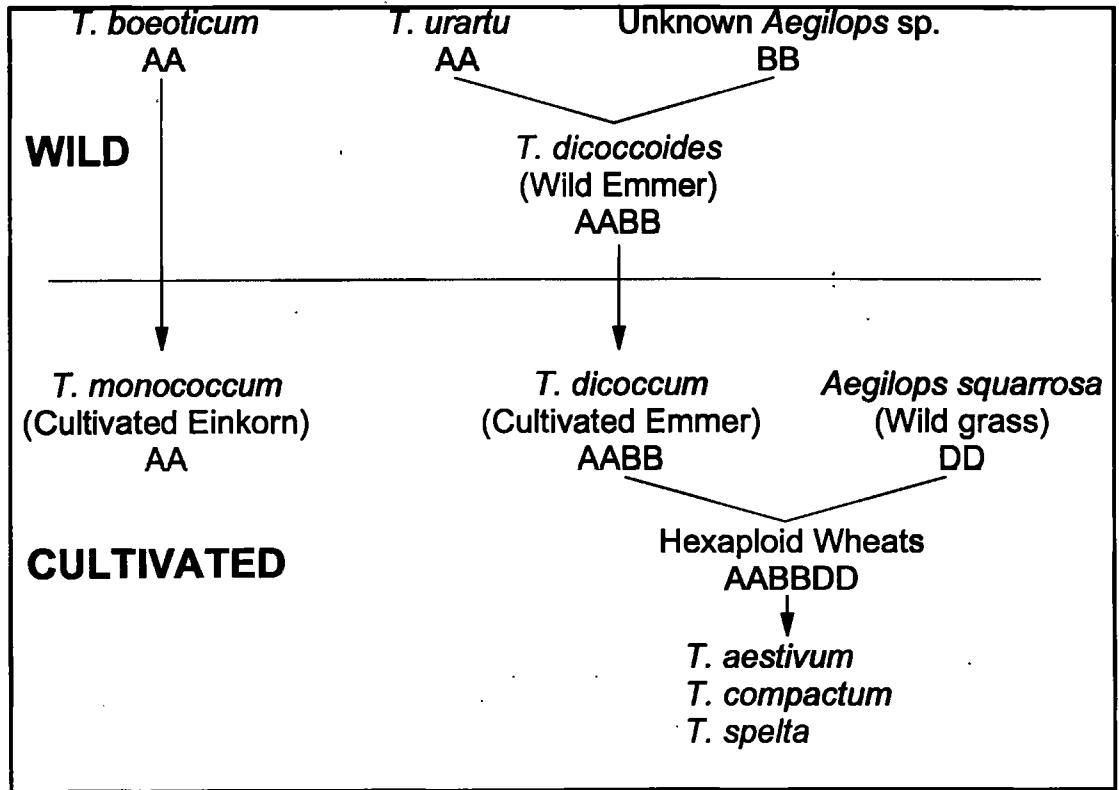 T. boeoticum T. urartu Unknown Aegilops sp.
AA AA BB
WILD
T. dicoccoides
(Wild Emmer)
AABB
T. monococcum T. dicoccum Aegilops squarrosa
(Cultivated Einkorn) (Cultivated Emmer) (Wild grass)
AA AABB DD
Hexaploid Wheats
CULTIVATED
AABBDD
T. aestivum
T. compactum
T. spelta